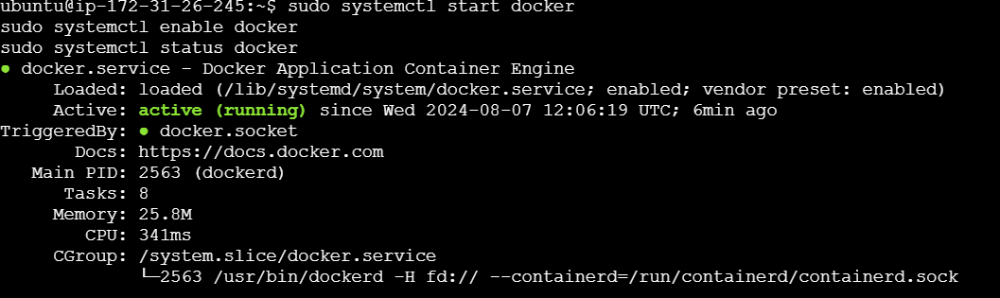 ubuntu@ip-172-31-26-245:~$ sudo systemctl start docker
sudo systemctl enable docker
sudo systemctl status docker
● docker.service - Docker Application Container Engine
     Loaded: loaded (/lib/systemd/system/docker.service; enabled; vendor preset: enabled)
     Active: active (running) since Wed 2024-08-07 12:06:19 UTC; 6min ago
TriggeredBy: ● docker.socket
       Docs: https://docs.docker.com
   Main PID: 2563 (dockerd)
      Tasks: 8
     Memory: 25.8M
        CPU: 341ms
     CGroup: /system.slice/docker.service
             └─2563 /usr/bin/dockerd -H fd:// --containerd=/run/containerd/containerd.sock